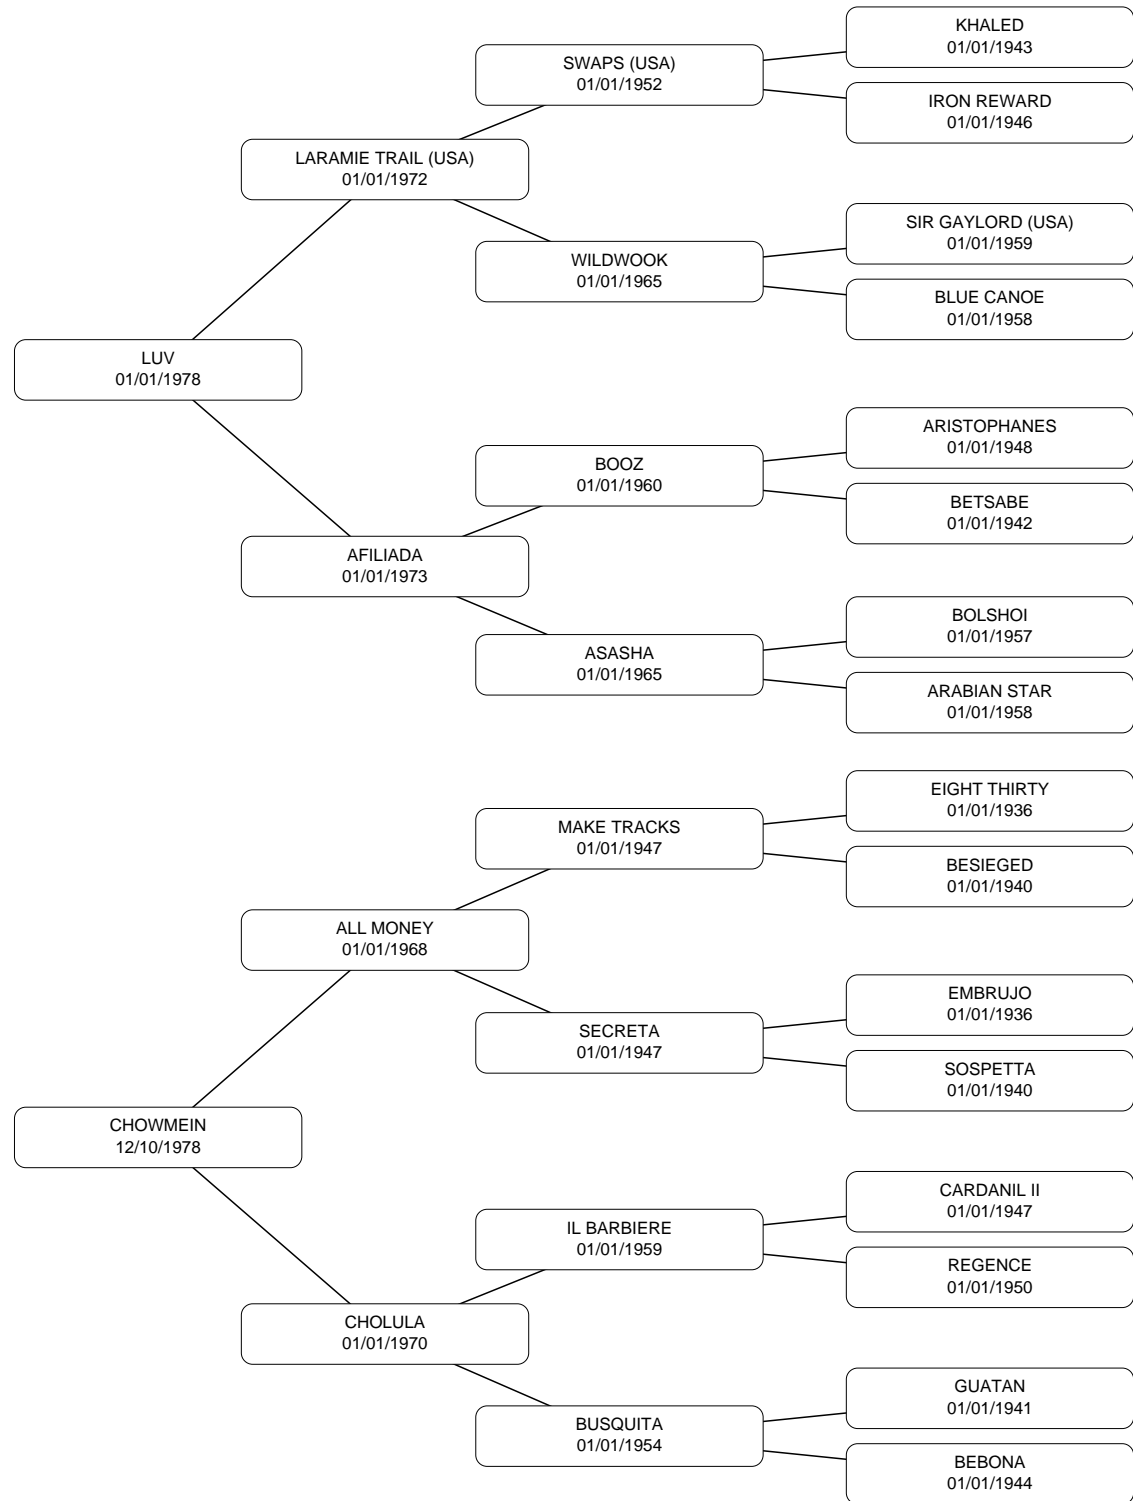 KHALED
01/01/1943
SWAPS (USA)
01/01/1952
IRON REWARD
01/01/1946
LARAMIE TRAIL (USA)
01/01/1972
SIR GAYLORD (USA)
01/01/1959
WILDWOOK
01/01/1965
BLUE CANOE
01/01/1958
LUV
01/01/1978
ARISTOPHANES
01/01/1948
BOOZ
01/01/1960
BETSABE
01/01/1942
AFILIADA
01/01/1973
BOLSHOI
01/01/1957
ASASHA
01/01/1965
ARABIAN STAR
01/01/1958
EIGHT THIRTY
01/01/1936
MAKE TRACKS
01/01/1947
BESIEGED
01/01/1940
ALL MONEY
01/01/1968
EMBRUJO
01/01/1936
SECRETA
01/01/1947
SOSPETTA
01/01/1940
CHOWMEIN
12/10/1978
CARDANIL II
01/01/1947
IL BARBIERE
01/01/1959
REGENCE
01/01/1950
CHOLULA
01/01/1970
GUATAN
01/01/1941
BUSQUITA
01/01/1954
BEBONA
01/01/1944